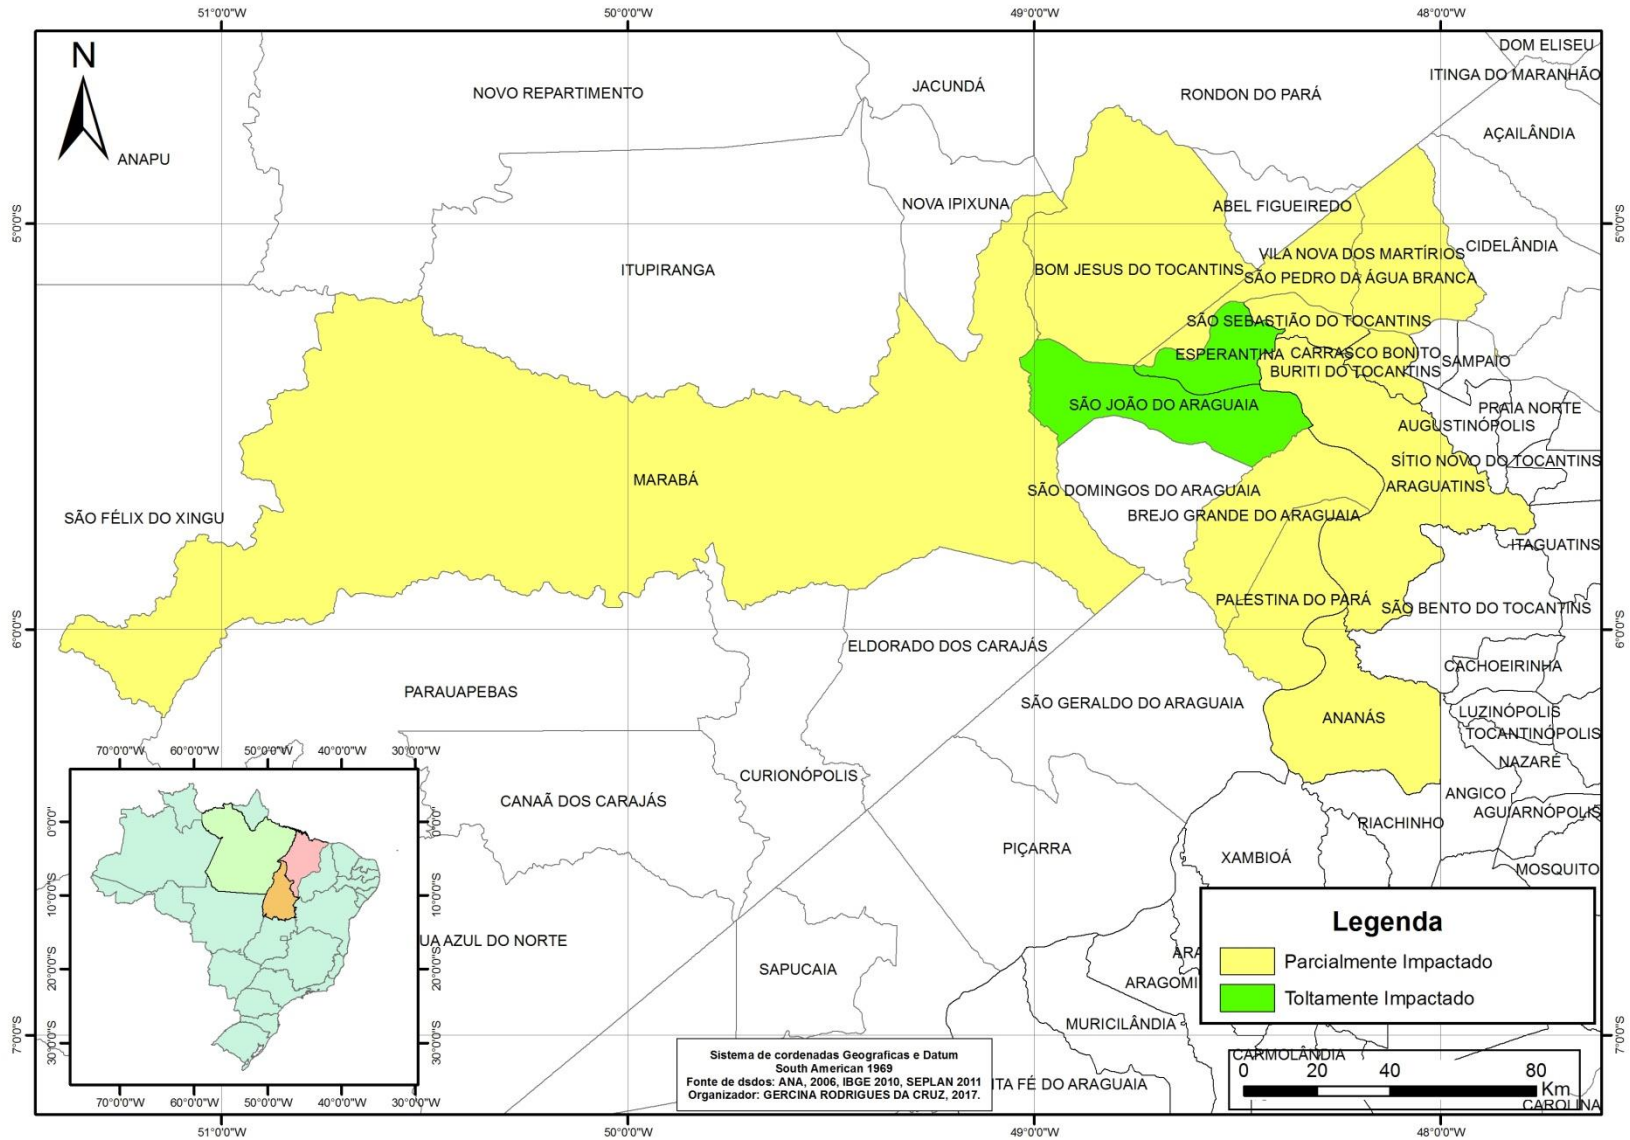 51°0'0"W
50°0'0"W
49°0'0"W
48°0'0"W
N
DOM ELISEU
ITINGA DO MARANHÃO
NOVO REPARTIMENTO
JACUNDÁ
RONDON DO PARÁ
AÇAILÂNDIA
ANAPU
NOVA IPIXUNA
ABEL FIGUEIREDO
5°0'0"S
5°0'0"S
CIDELÂNDIA
VILA NOVA DOS MARTÍRIOS
ITUPIRANGA
BOM JESUS DO TOCANTINS
SÃO PEDRO DA ÁGUA BRANCA
SÃO SEBASTIÃO DO TOCANTINS
ESPERANTINA
CARRASCO BONITO
SAMPAIO
BURITI DO TOCANTINS
SÃO JOÃO DO ARAGUAIA
PRAIA NORTE
AUGUSTINÓPOLIS
SÍTIO NOVO DO TOCANTINS
MARABÁ
ARAGUATINS
SÃO DOMINGOS DO ARAGUAIA
BREJO GRANDE DO ARAGUAIA
SÃO FÉLIX DO XINGU
ITAGUATINS
PALESTINA DO PARÁ
SÃO BENTO DO TOCANTINS
6°0'0"S
6°0'0"S
ELDORADO DOS CARAJÁS
CACHOEIRINHA
PARAUAPEBAS
SÃO GERALDO DO ARAGUAIA
ANANÁS
LUZINÓPOLIS
TOCANTINÓPOLIS
NAZARÉ
CURIONÓPOLIS
CANAÃ DOS CARAJÁS
ANGICO
AGUIARNÓPOLIS
RIACHINHO
PIÇARRA
XAMBIOÁ
MOSQUITO
70°0'0"W
60°0'0"W
50°0'0"W
40°0'0"W
30°0'0"W
0°0'0"
0°0'0"
10°0'0"S
10°0'0"S
20°0'0"S
20°0'0"S
30°0'0"S
30°0'0"S
70°0'0"W
60°0'0"W
50°0'0"W
40°0'0"W
30°0'0"W
UA AZUL DO NORTE
SAPUCAIA
ARA
ARAGOMI
MURICILÂNDIA
Legenda
Parcialmente Impactado
Toltamente Impactado
7°0'0"S
7°0'0"S
Sistema de cordenadas Geograficas e Datum
South American 1969
Fonte de dsdos: ANA, 2006, IBGE 2010, SEPLAN 2011
Organizador: GERCINA RODRIGUES DA CRUZ, 2017.
ITA FÉ DO ARAGUAIA
CARMOLÂNDIA
0 20 40 80
Km
CAROLINA
51°0'0"W
50°0'0"W
49°0'0"W
48°0'0"W